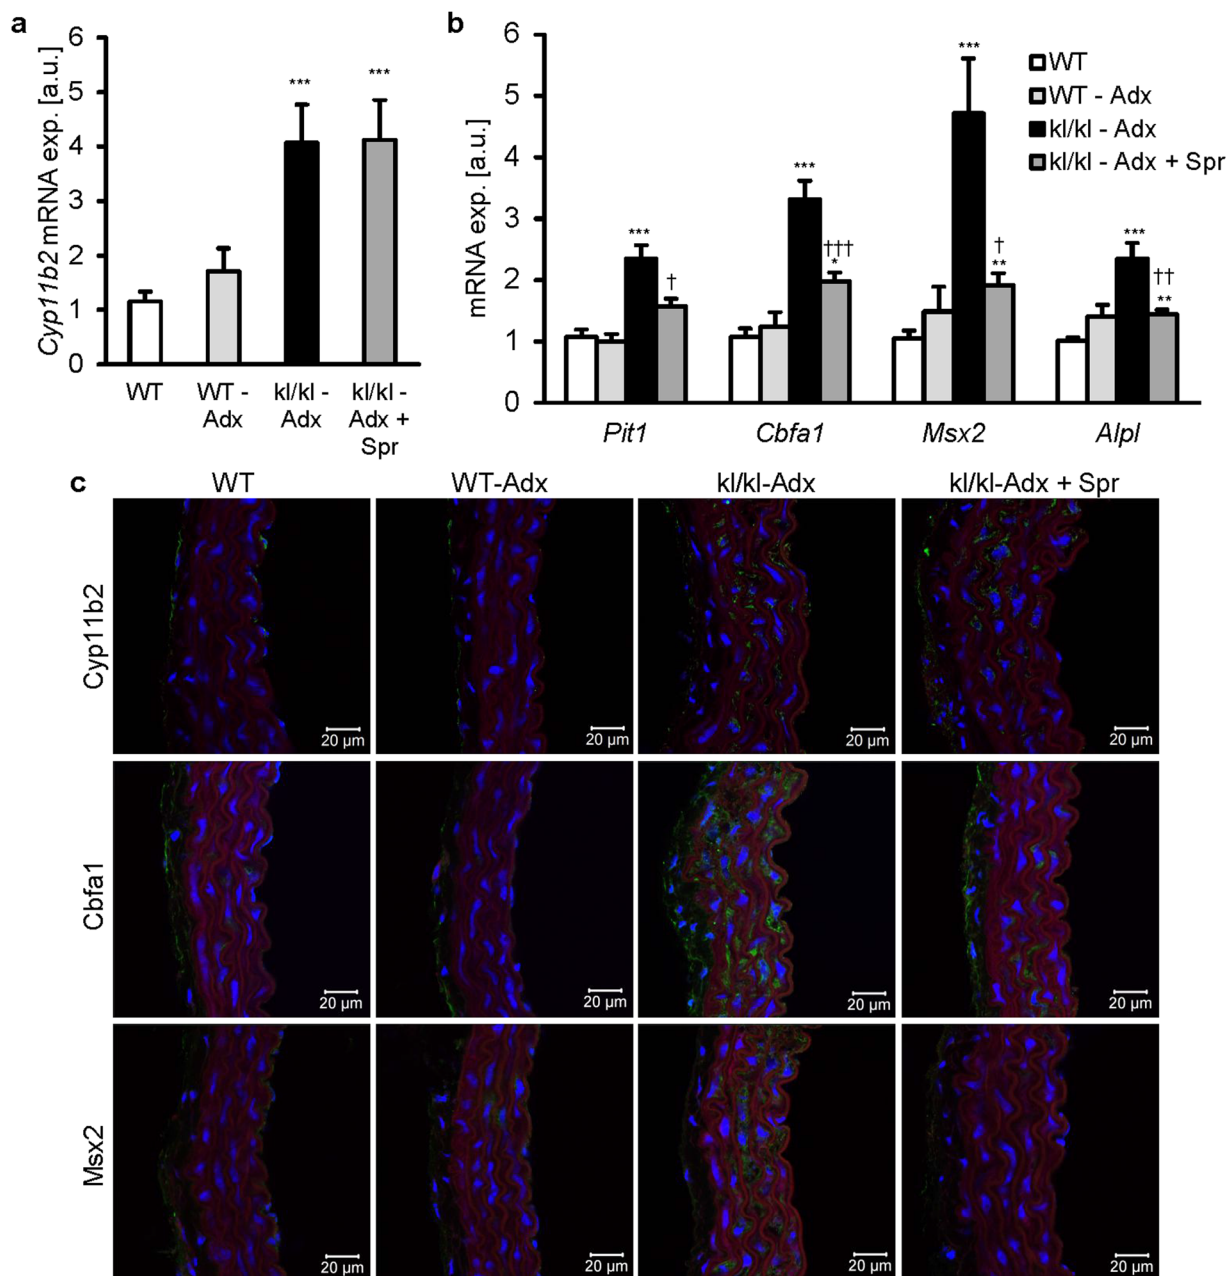 a
Cyp11b2 mRNA exp. [a.u.]
6
5
4
3
2
1
0
***
***
WT
WT -
Adx
kl/kl -
Adx
kl/kl -
Adx +
Spr
b
mRNA exp. [a.u.]
6
5
4
3
2
1
0
***
†
***
†††
*
***
†
**
***
††
**
Pit1
Cbfa1
Msx2
Alpl
WT
WT - Adx
kl/kl - Adx
kl/kl - Adx + Spr
c
WT
WT-Adx
kl/kl-Adx
kl/kl-Adx + Spr
Cyp11b2
20 µm
20 µm
20 µm
20 µm
Cbfa1
20 µm
20 µm
20 µm
20 µm
Msx2
20 µm
20 µm
20 µm
20 µm